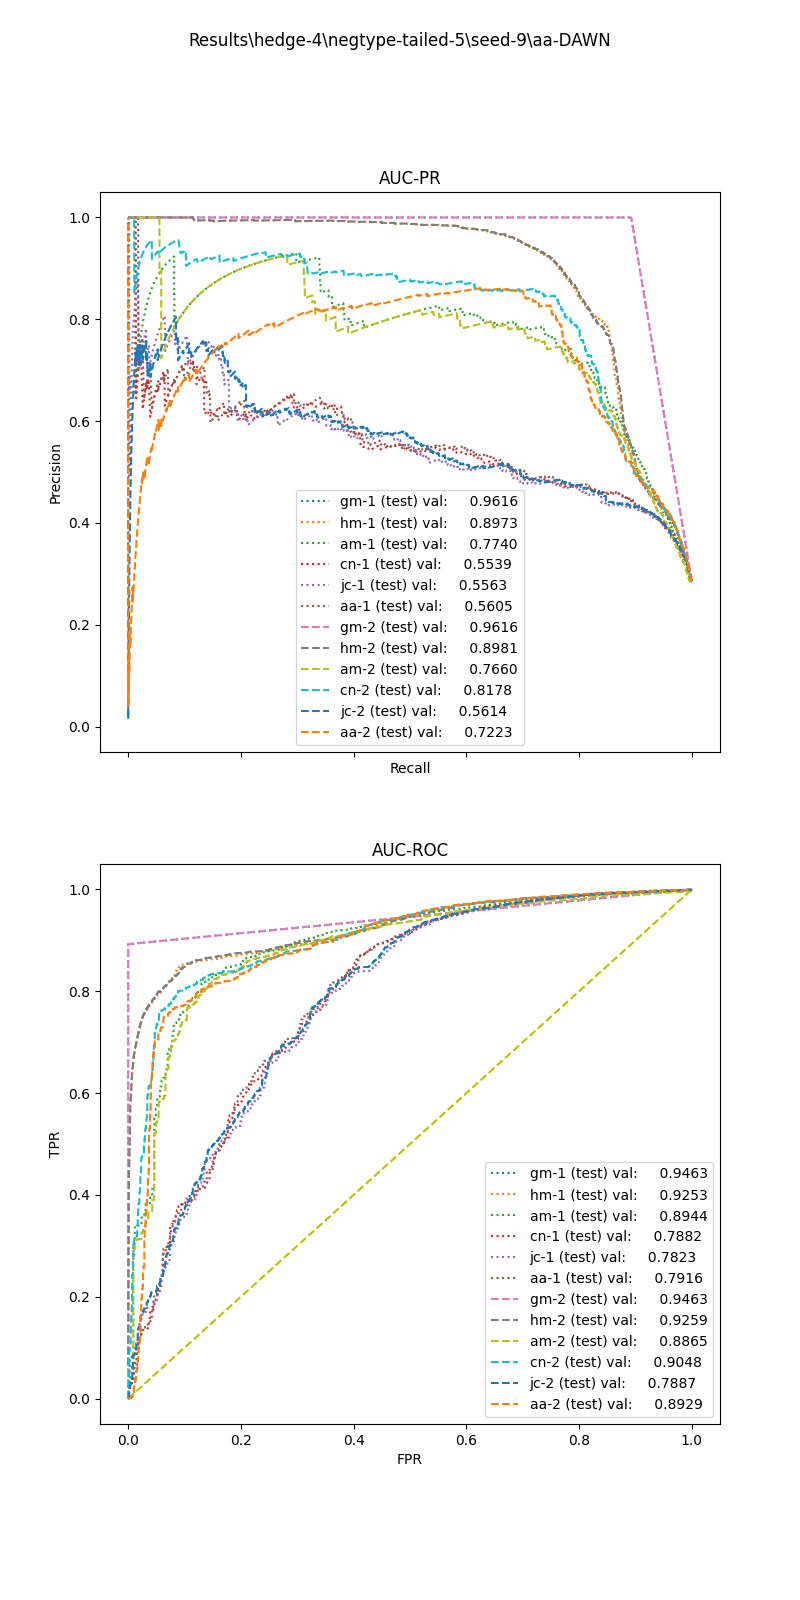 Results\hedge-4\negtype-tailed-5\seed-9\aa-DAWN
AUC-PR
1.0
0.8
0.6
0.4
0.2
0.0
Precision
gm-1 (test) val: 0.9616
hm-1 (test) val: 0.8973
am-1 (test) val: 0.7740
cn-1 (test) val: 0.5539
jc-1 (test) val: 0.5563
aa-1 (test) val: 0.5605
gm-2 (test) val: 0.9616
hm-2 (test) val: 0.8981
am-2 (test) val: 0.7660
cn-2 (test) val: 0.8178
jc-2 (test) val: 0.5614
aa-2 (test) val: 0.7223
Recall
AUC-ROC
1.0
0.8
0.6
0.4
0.2
0.0
TPR
gm-1 (test) val: 0.9463
hm-1 (test) val: 0.9253
am-1 (test) val: 0.8944
cn-1 (test) val: 0.7882
jc-1 (test) val: 0.7823
aa-1 (test) val: 0.7916
gm-2 (test) val: 0.9463
hm-2 (test) val: 0.9259
am-2 (test) val: 0.8865
cn-2 (test) val: 0.9048
jc-2 (test) val: 0.7887
aa-2 (test) val: 0.8929
0.0 0.2 0.4 0.6 0.8 1.0
FPR